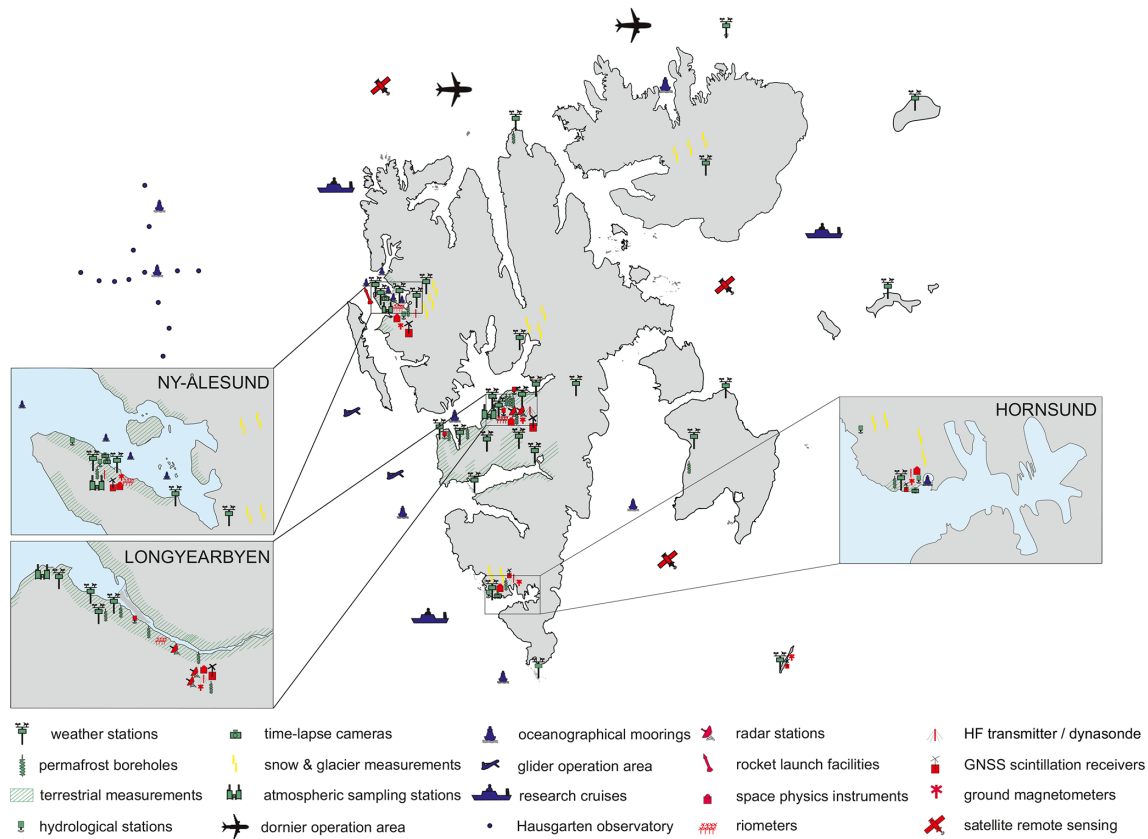 NY-ÅLESUND
HORNSUND
LONGYEARBYEN
weather stations
time-lapse cameras
oceanographical moorings
radar stations
HF transmitter / dynasonde
permafrost boreholes
snow & glacier measurements
glider operation area
rocket launch facilities
GNSS scintillation receivers
terrestrial measurements
atmospheric sampling stations
research cruises
space physics instruments
ground magnetometers
hydrological stations
dornier operation area
Hausgarten observatory
riometers
satellite remote sensing